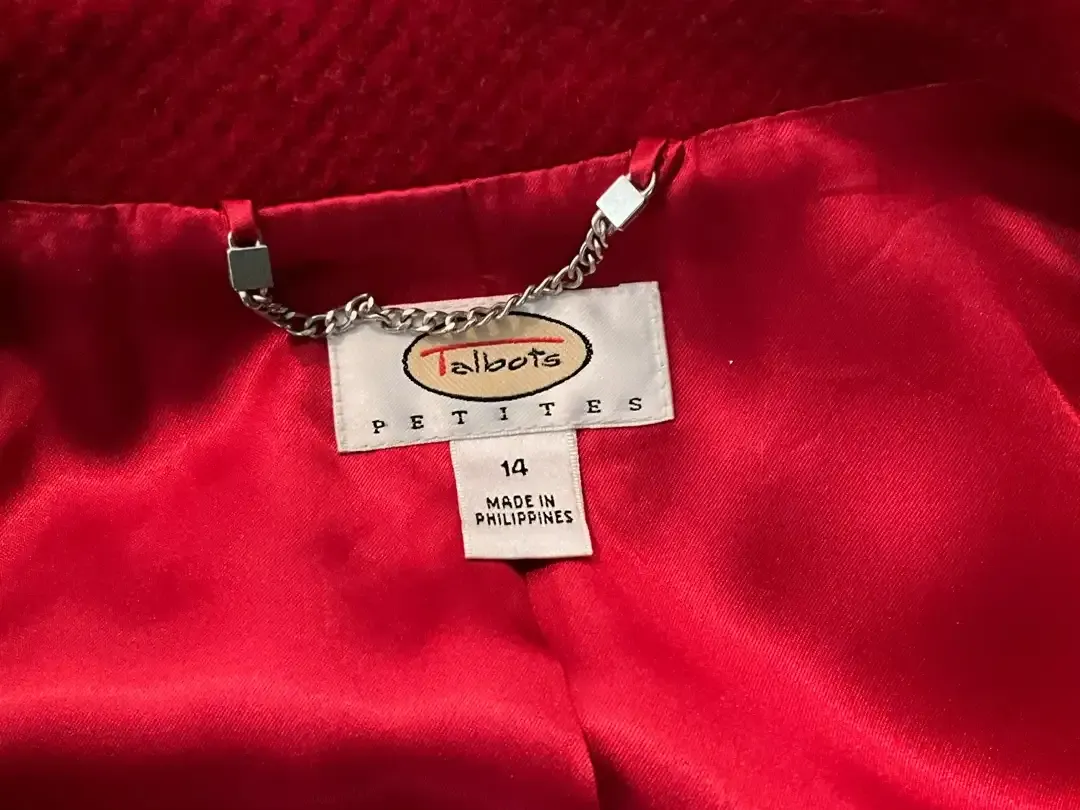 Talbots
PETITES
14
MADE IN
PHILIPPINES